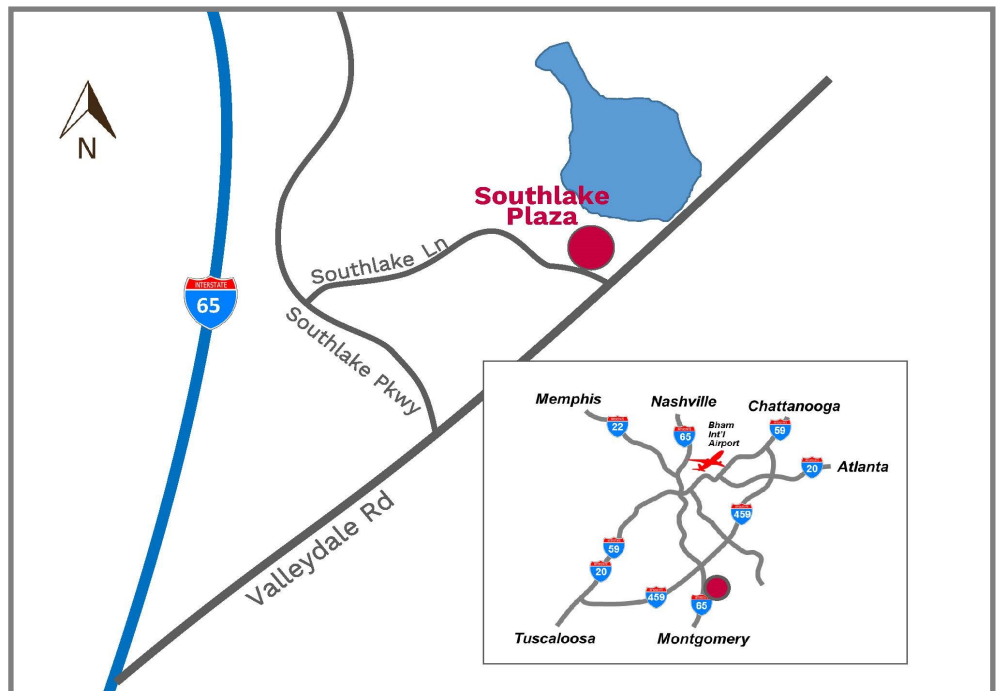 N
Southlake
Plaza
Southlake Ln
INTERSTATE
65
Southlake Pkwy
Valleydale Rd
Memphis
Nashville
Chattanooga
Bham
Int'l
Airport
22
65
59
20
Atlanta
459
59
20
459
65
Tuscaloosa
Montgomery